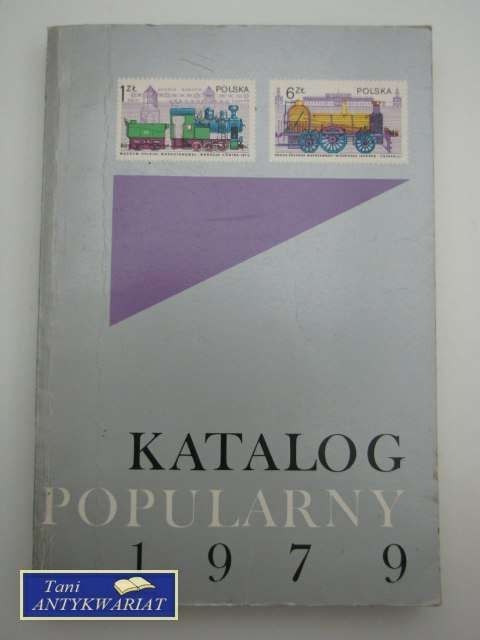 1 ZŁ POLSKA
6 ZŁ POLSKA
KATALOG
POPULARNY
1979
Tani
ANTYKWARIAT